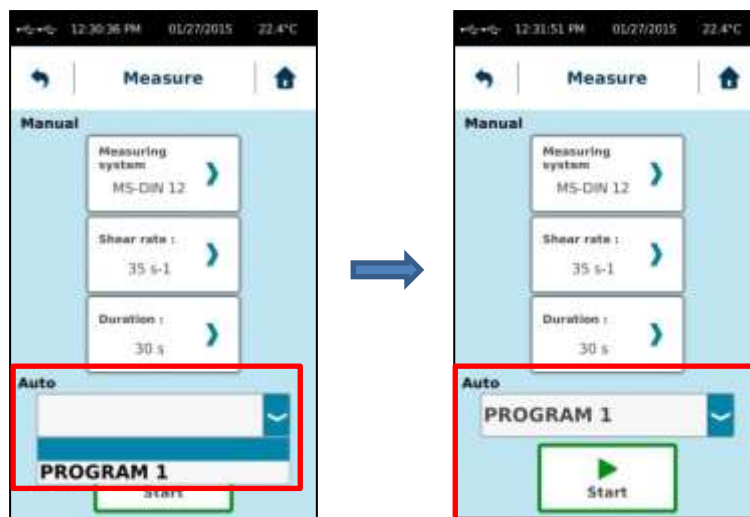 12:30:36 PM 01/27/2015 22.4°C
Measure
Manual
Measuring
system
MS-DIN 12
Shear rate :
35 s-1
Duration :
30 s
Auto
PROGRAM 1
Start
12:31:51 PM 01/27/2015 22.4°C
Measure
Manual
Measuring
system
MS-DIN 12
Shear rate :
35 s-1
Duration :
30 s
Auto
PROGRAM 1
Start